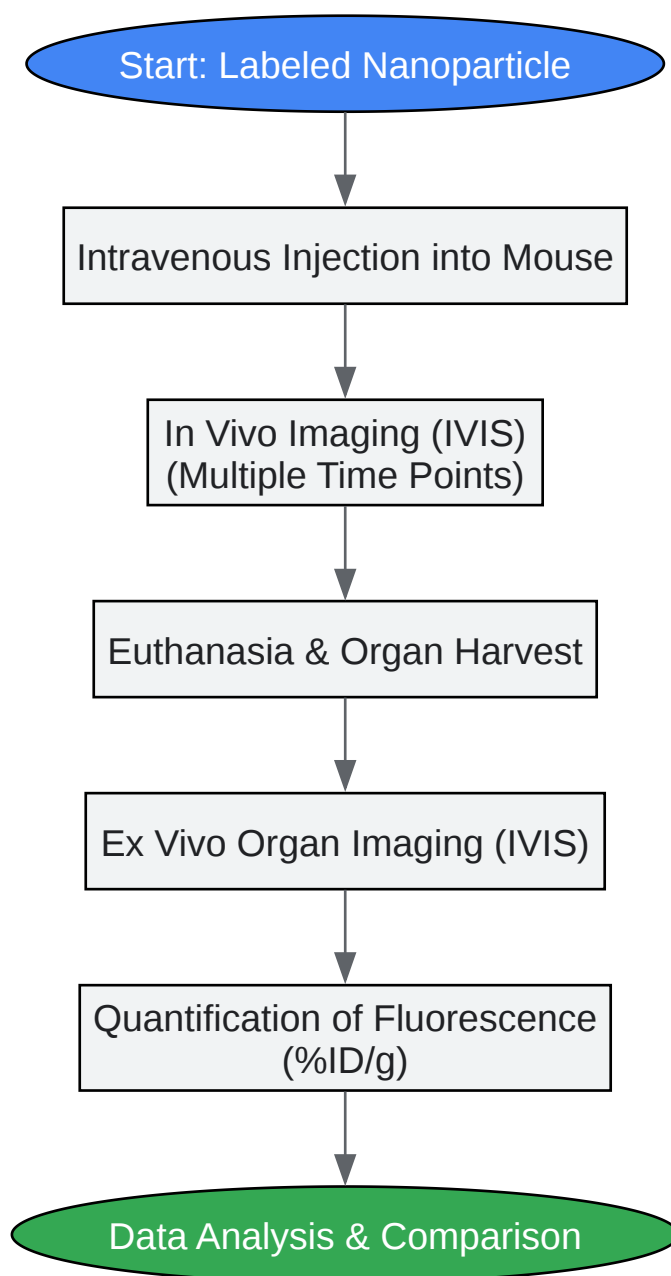 Start: Labeled Nanoparticle
Intravenous Injection into Mouse
In Vivo Imaging (IVIS)
(Multiple Time Points)
Euthanasia & Organ Harvest
Ex Vivo Organ Imaging (IVIS)
Quantification of Fluorescence
(%ID/g)
Data Analysis & Comparison